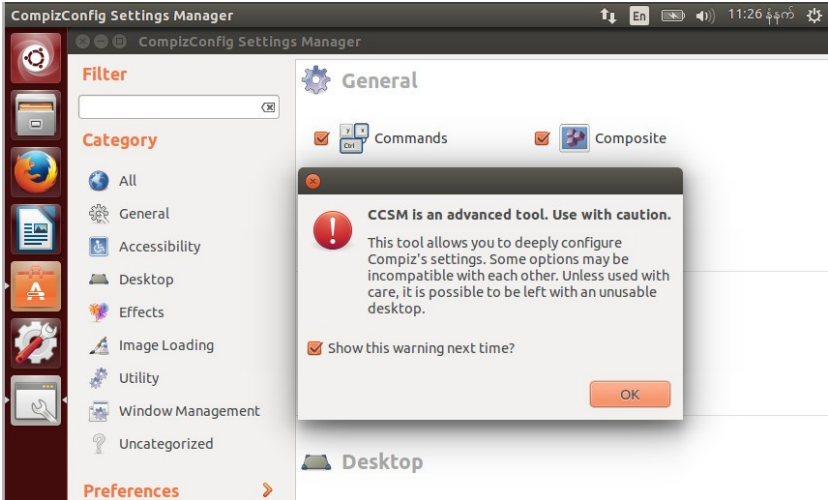 CompizConfig Settings Manager
En
11:26 နံနက်
CompizConfig Settings Manager
Filter
Category
All
General
Accessibility
Desktop
Effects
Image Loading
Utility
Window Management
Uncategorized
Preferences
General
Commands
Composite
CCSM is an advanced tool. Use with caution.
This tool allows you to deeply configure
Compiz's settings. Some options may be
incompatible with each other. Unless used with
care, it is possible to be left with an unusable
desktop.
Show this warning next time?
OK
Desktop